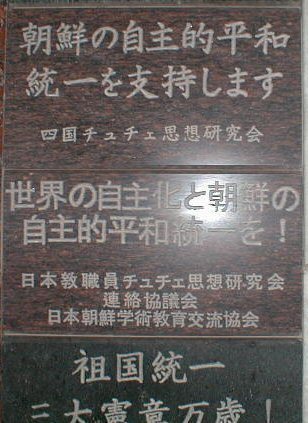 朝鮮の自主的平和
統一を支持します
四国チュチェ思想研究会
世界の自主化と朝鮮の
自主的平和統一を!
日本教職員チュチェ思想研究会
連絡協議会
日本朝鮮学術教育交流協会
祖国統一
三大憲章万歳!